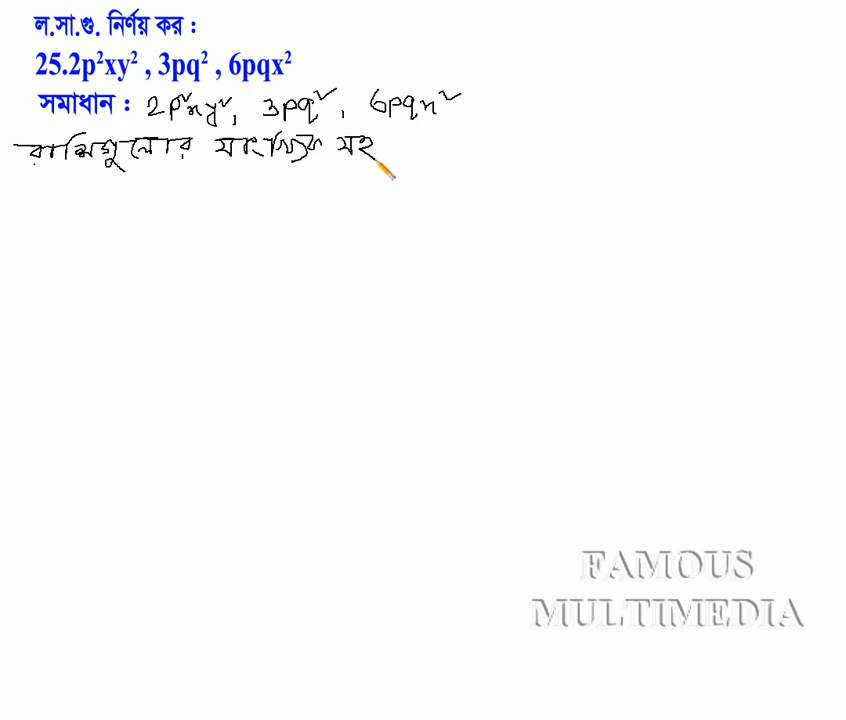 ল.সা.গু. নির্ণয় কর :
25.2p²xy² , 3pq² , 6pqx²
সমাধান : 2p²xy², 3pq², 6pqx²
রাশিগুলোর সাংখ্যিক সহ
FAMOUS
MULTIMEDIA